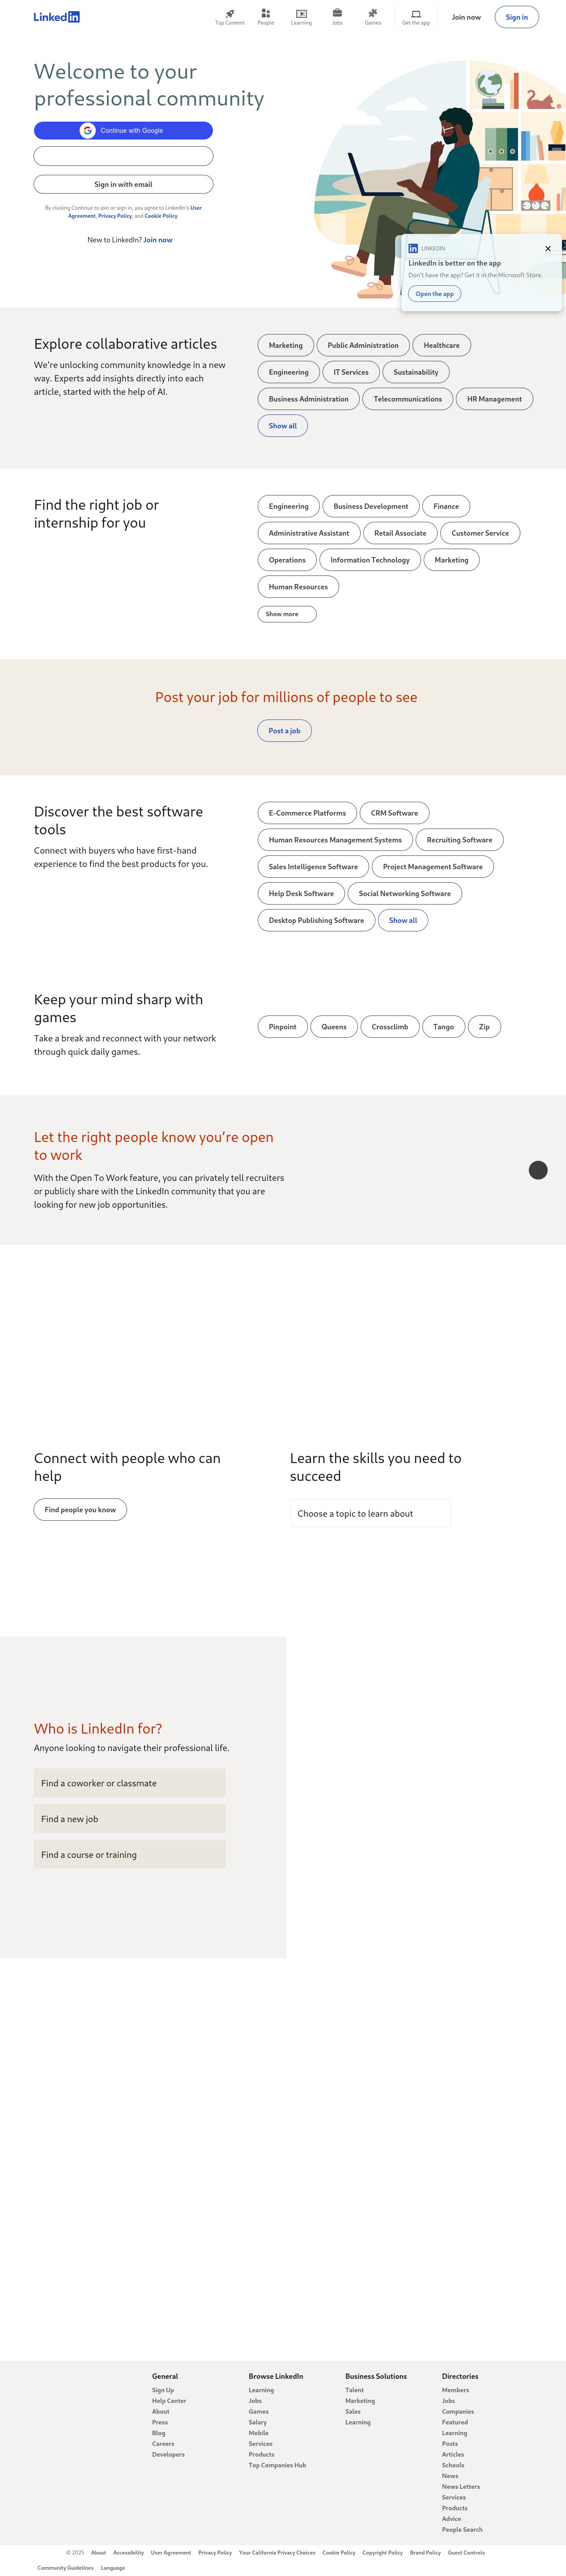 LinkedIn
Top Content
People
Learning
Jobs
Games
Get the app
Join now
Sign in
Welcome to your
professional community
Continue with Google
Sign in with email
By clicking Continue to join or sign in, you agree to LinkedIn's User
Agreement, Privacy Policy, and Cookie Policy.
New to LinkedIn? Join now
LINKEDIN
LinkedIn is better on the app
Don't have the app? Get it in the Microsoft Store.
Open the app
Explore collaborative articles
We're unlocking community knowledge in a new
way. Experts add insights directly into each
article, started with the help of AI.
Marketing Public Administration Healthcare
Engineering IT Services Sustainability
Business Administration Telecommunications HR Management
Show all
Find the right job or
internship for you
Engineering Business Development Finance
Administrative Assistant Retail Associate Customer Service
Operations Information Technology Marketing
Human Resources
Show more
Post your job for millions of people to see
Post a job
Discover the best software
tools
Connect with buyers who have first-hand
experience to find the best products for you.
E-Commerce Platforms CRM Software
Human Resources Management Systems Recruiting Software
Sales Intelligence Software Project Management Software
Help Desk Software Social Networking Software
Desktop Publishing Software Show all
Keep your mind sharp with
games
Take a break and reconnect with your network
through quick daily games.
Pinpoint Queens Crossclimb Tango Zip
Let the right people know you're open
to work
With the Open To Work feature, you can privately tell recruiters
or publicly share with the LinkedIn community that you are
looking for new job opportunities.
Connect with people who can
help
Find people you know
Learn the skills you need to
succeed
Choose a topic to learn about
Who is LinkedIn for?
Anyone looking to navigate their professional life.
Find a coworker or classmate
Find a new job
Find a course or training
General
Sign Up
Help Center
About
Press
Blog
Careers
Developers
Browse LinkedIn
Learning
Jobs
Games
Salary
Mobile
Services
Products
Top Companies Hub
Business Solutions
Talent
Marketing
Sales
Learning
Directories
Members
Jobs
Companies
Featured
Learning
Posts
Articles
Schools
News
News Letters
Services
Products
Advice
People Search
© 2025 About Accessibility User Agreement Privacy Policy Your California Privacy Choices Cookie Policy Copyright Policy Brand Policy Guest Controls
Community Guidelines Language